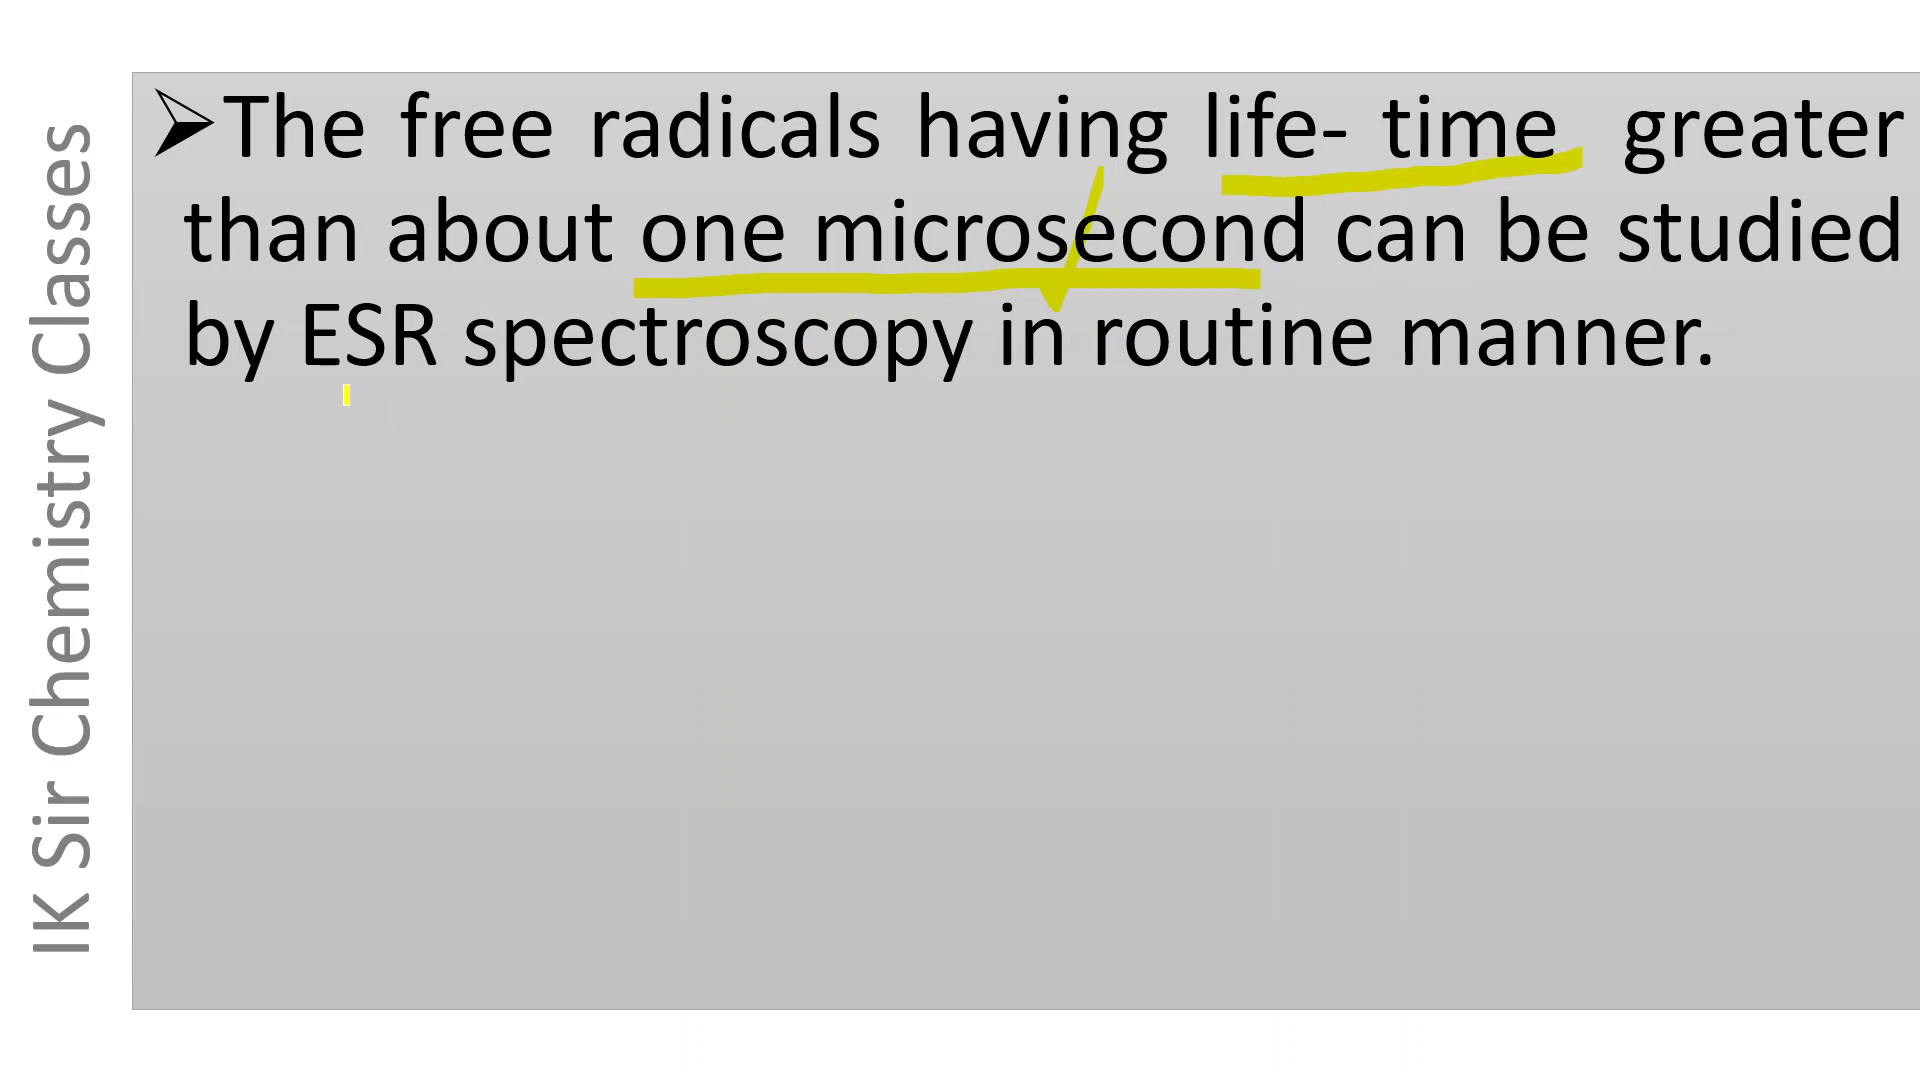 ➢The free radicals having life- time greater
than about one microsecond can be studied
by ESR spectroscopy in routine manner.
IK Sir Chemistry Classes